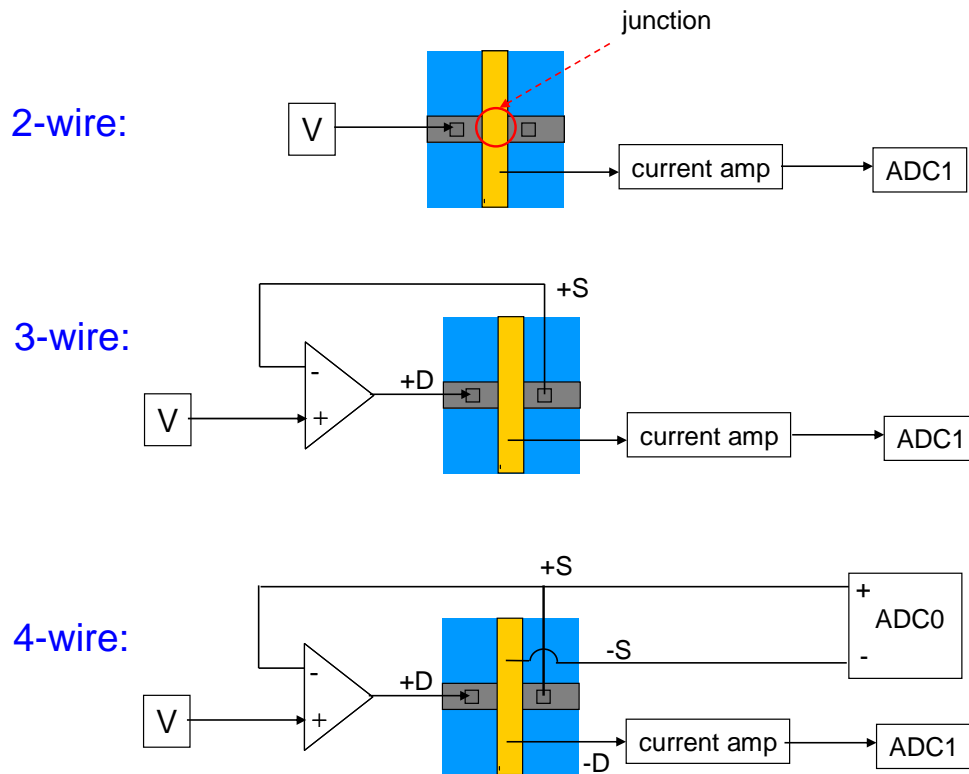 junction
2-wire:
V
current amp
ADC1
+S
3-wire:
-
+D
V
+
current amp
ADC1
+S
+
ADC0
4-wire:
-S
-
-
+D
V
+
current amp
ADC1
-D